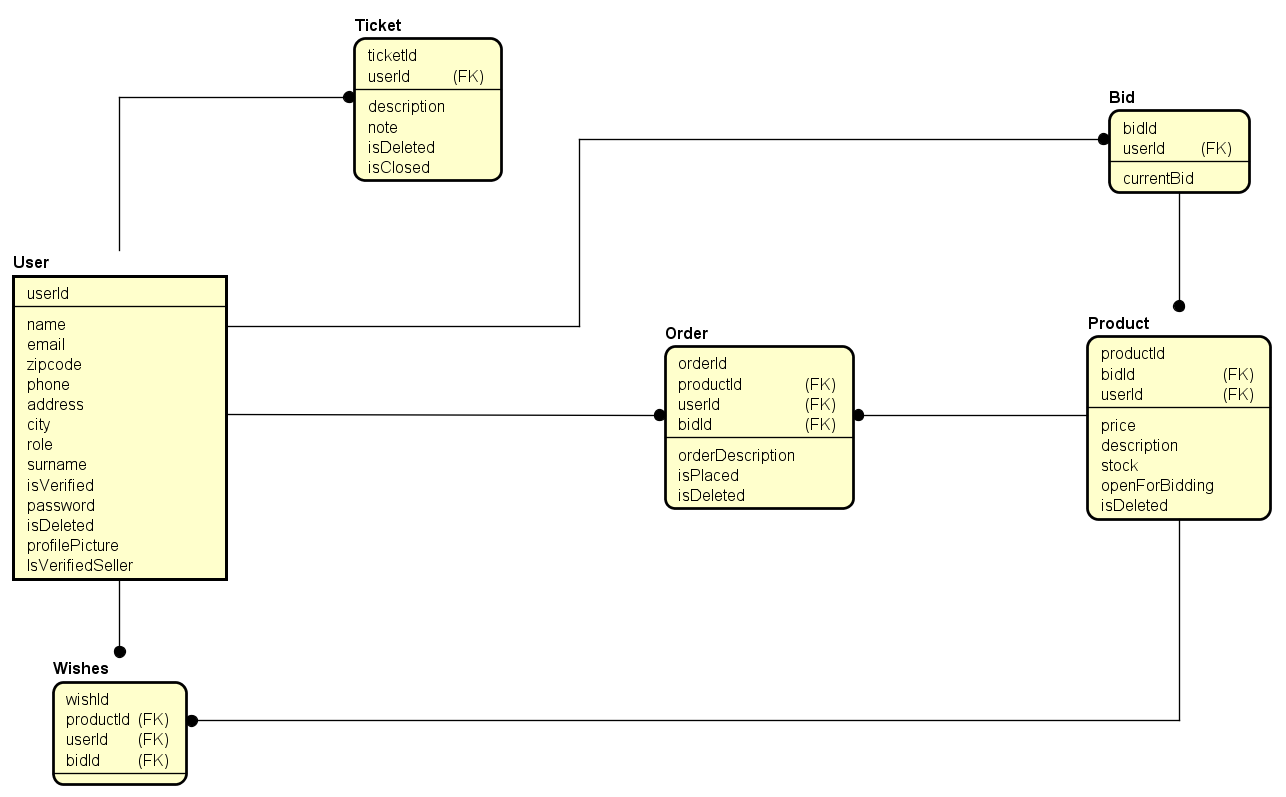 Ticket
ticketId
userId (FK)
description
note
isDeleted
isClosed
Bid
bidId
userId (FK)
currentBid
User
userId
name
email
zipcode
phone
address
city
role
surname
isVerified
password
isDeleted
profilePicture
IsVerifiedSeller
Order
orderId
productId (FK)
userId (FK)
bidId (FK)
orderDescription
isPlaced
isDeleted
Product
productId
bidId (FK)
userId (FK)
price
description
stock
openForBidding
isDeleted
Wishes
wishId
productId (FK)
userId (FK)
bidId (FK)